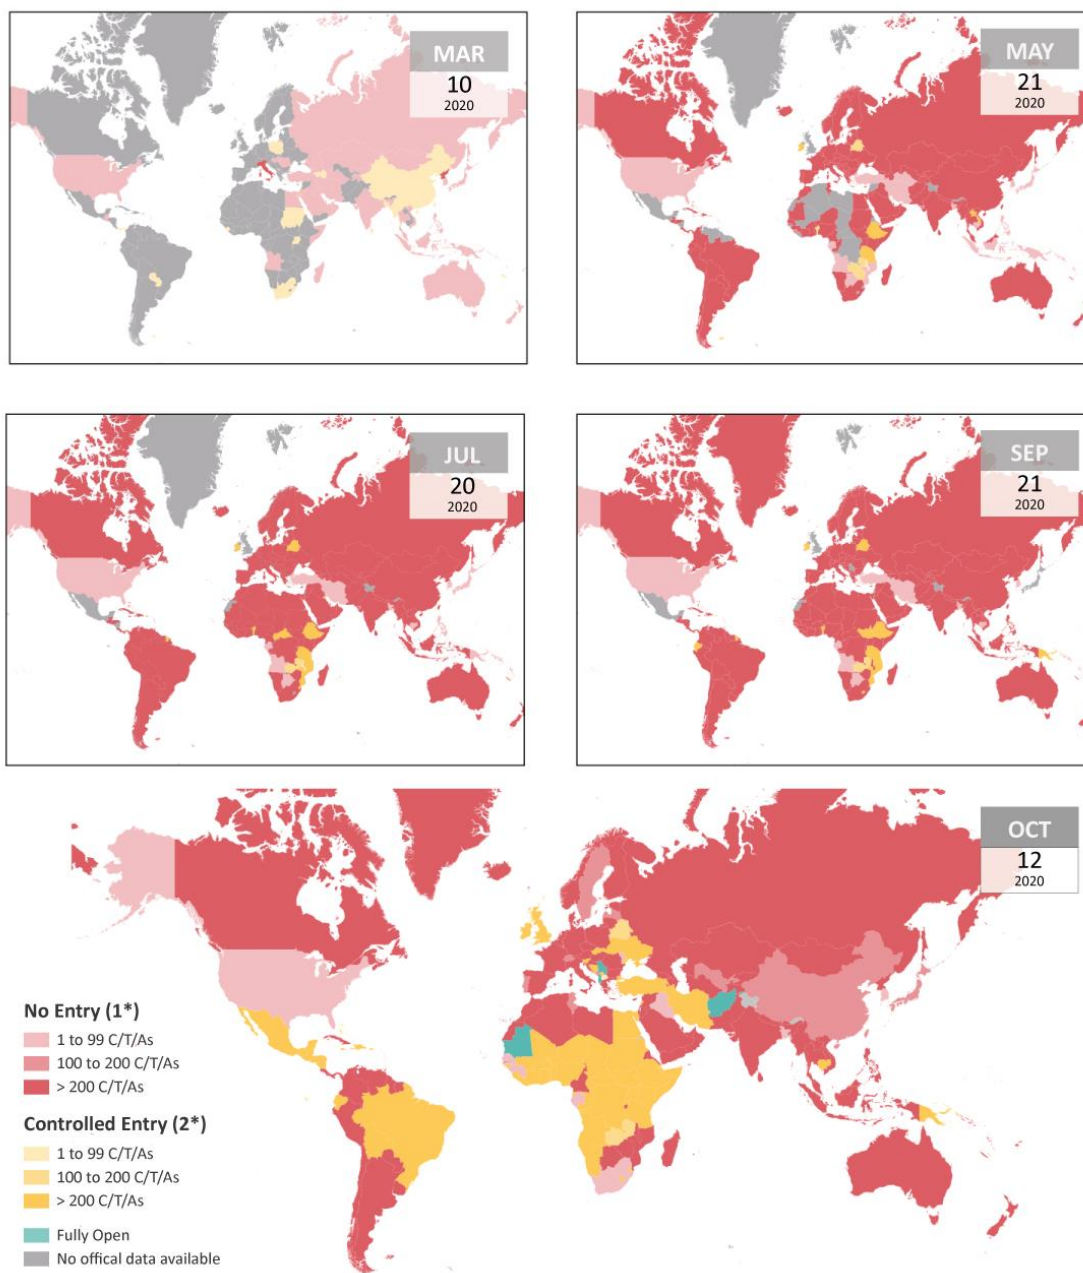 MAR
10
2020
MAY
21
2020
JUL
20
2020
SEP
21
2020
OCT
12
2020
No Entry (1*)
1 to 99 C/T/As
100 to 200 C/T/As
> 200 C/T/As
Controlled Entry (2*)
1 to 99 C/T/As
100 to 200 C/T/As
> 200 C/T/As
Fully Open
No offical data available